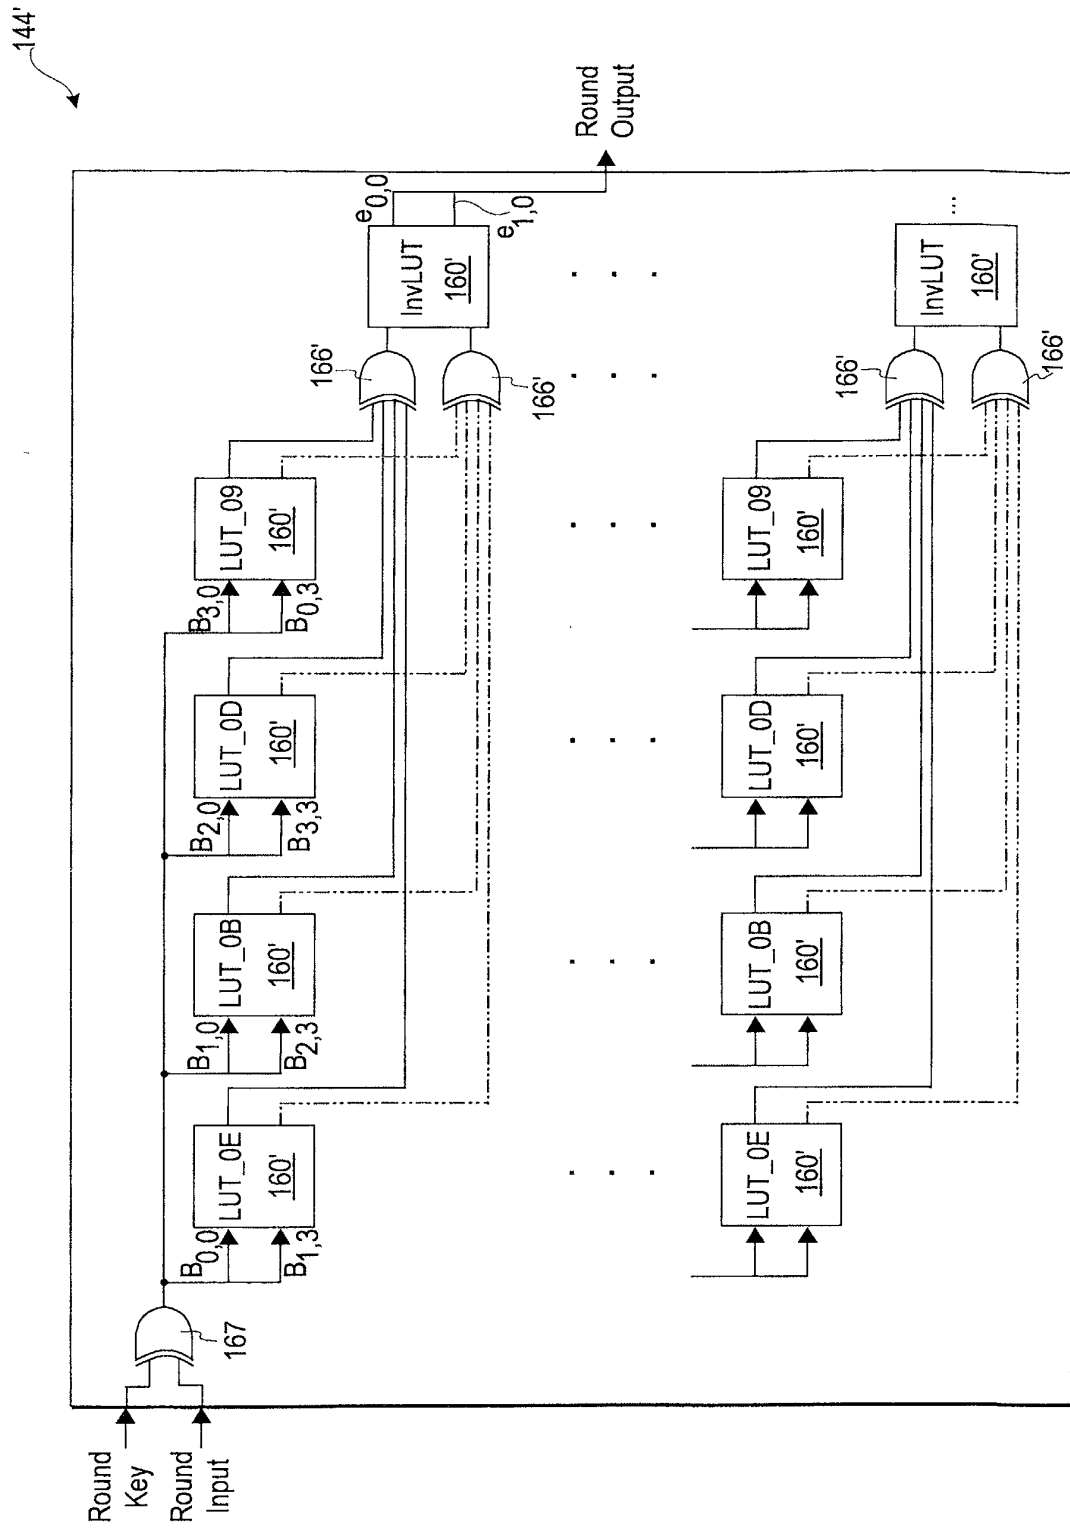 144'
Round
Key
Round
Input
167
B0,0
B1,3
LUT_0E
160'
B1,0
B2,3
LUT_0B
160'
B2,0
B3,3
LUT_0D
160'
B3,0
B0,3
LUT_09
160'
166'
166'
InvLUT
160'
e0,0
e1,0
Round
Output
LUT_0E
160'
LUT_0B
160'
LUT_0D
160'
LUT_09
160'
166'
166'
InvLUT
160'
...